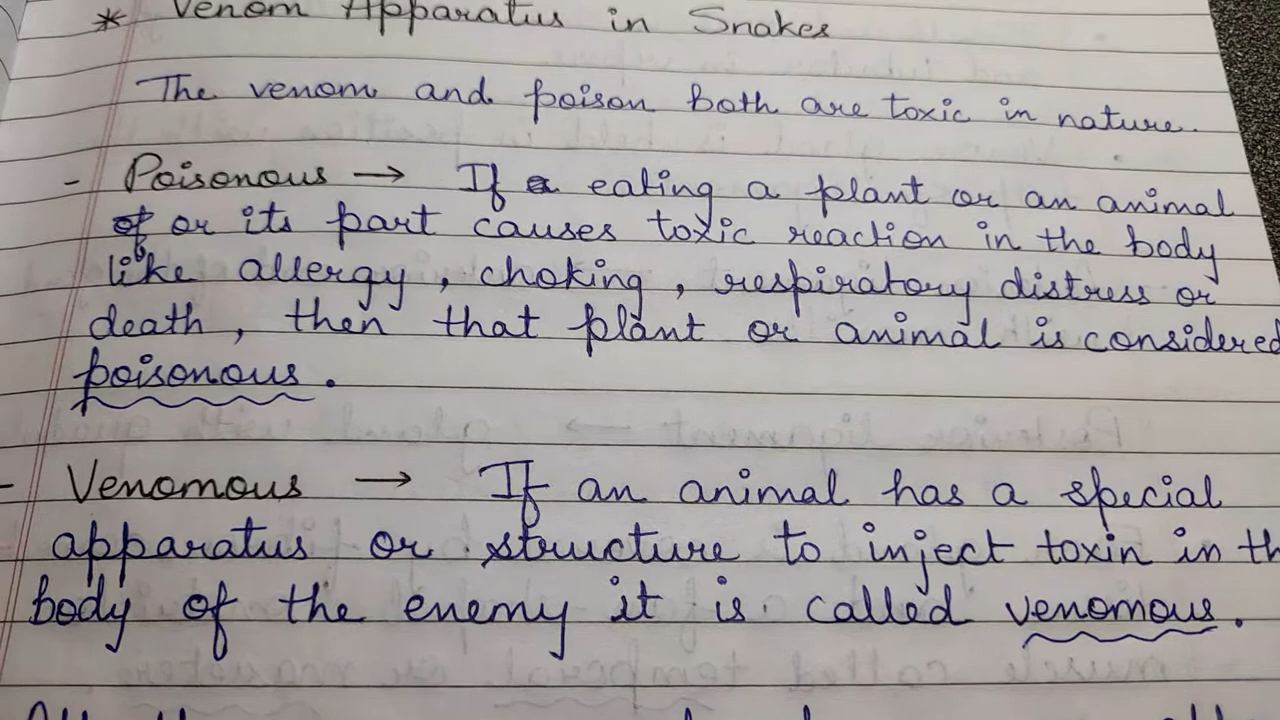 * Venom Apparatus in Snakes
The venom and poison both are toxic in nature.
- Poisonous → If eating a plant or an animal
or its part causes toxic reaction in the body
like allergy, choking, respiratory distress or
death, then that plant or animal is considered
poisonous.
- Venomous → If an animal has a special
apparatus or structure to inject toxin in th
body of the enemy it is called venomous.